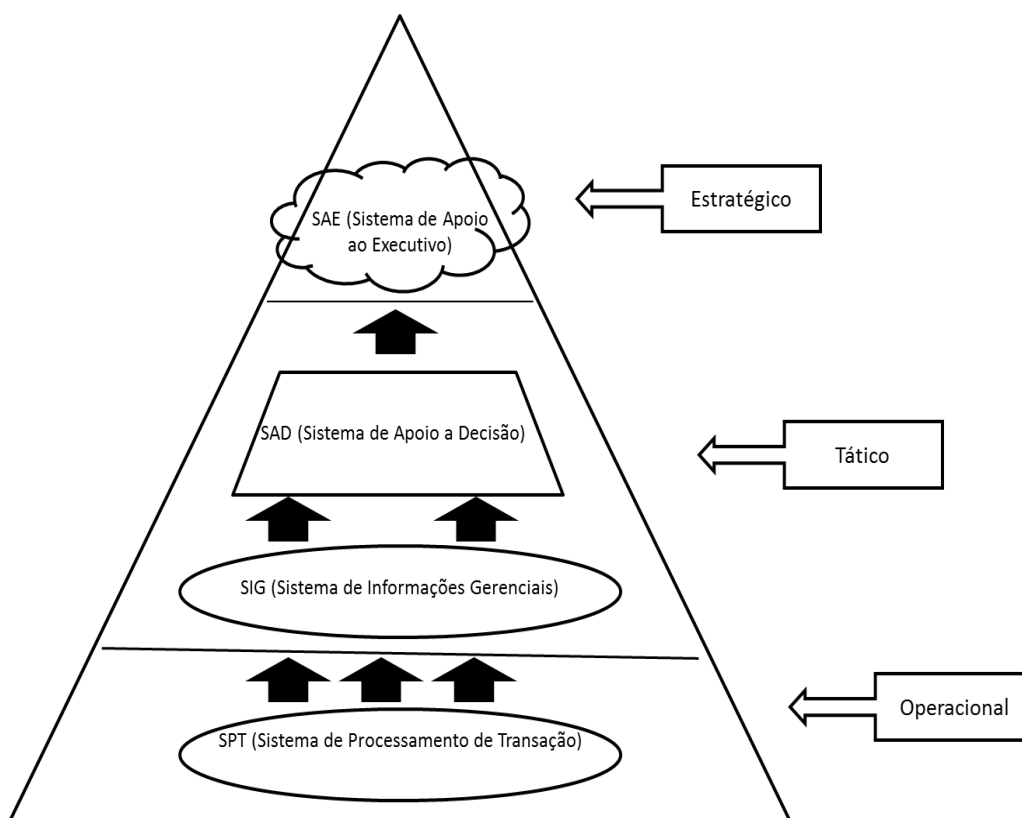 SAE (Sistema de Apoio
ao Executivo)
Estratégico
SAD (Sistema de Apoio a Decisão)
Tático
SIG (Sistema de Informações Gerenciais)
SPT (Sistema de Processamento de Transação)
Operacional